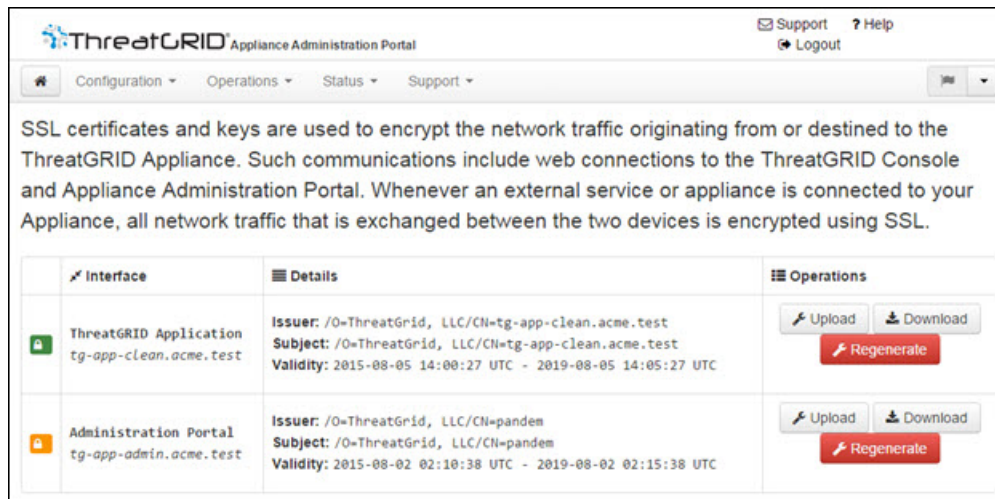 ThreatGRID Appliance Administration Portal
Support ? Help
Logout
Configuration Operations Status Support
SSL certificates and keys are used to encrypt the network traffic originating from or destined to the
ThreatGRID Appliance. Such communications include web connections to the ThreatGRID Console
and Appliance Administration Portal. Whenever an external service or appliance is connected to your
Appliance, all network traffic that is exchanged between the two devices is encrypted using SSL.
Interface Details Operations
ThreatGRID Application
tg-app-clean.acme.test
Issuer: /O=ThreatGrid, LLC/CN=tg-app-clean.acme.test
Subject: /O=ThreatGrid, LLC/CN=tg-app-clean.acme.test
Validity: 2015-08-05 14:00:27 UTC - 2019-08-05 14:05:27 UTC
Upload Download
Regenerate
Administration Portal
tg-app-admin.acme.test
Issuer: /O=ThreatGrid, LLC/CN=pandem
Subject: /O=ThreatGrid, LLC/CN=pandem
Validity: 2015-08-02 02:10:38 UTC - 2019-08-02 02:15:38 UTC
Upload Download
Regenerate